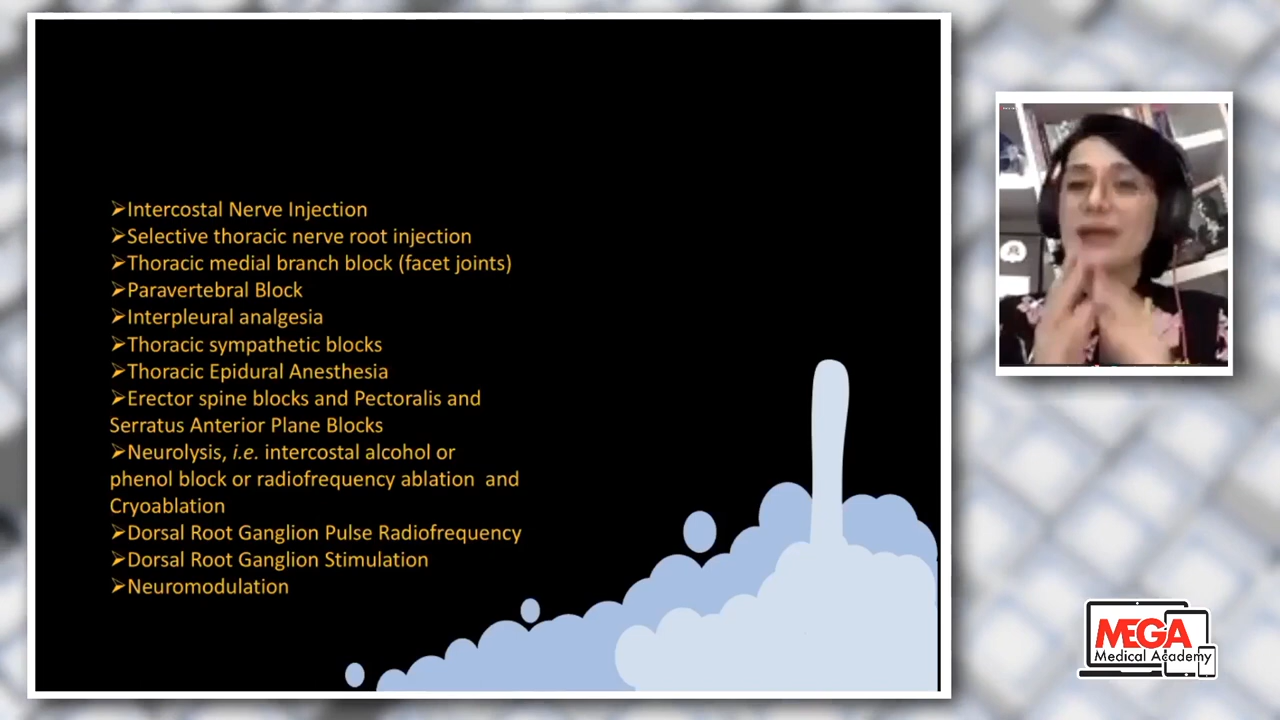 ➢Intercostal Nerve Injection
➢Selective thoracic nerve root injection
➢Thoracic medial branch block (facet joints)
➢Paravertebral Block
➢Interpleural analgesia
➢Thoracic sympathetic blocks
➢Thoracic Epidural Anesthesia
➢Erector spine blocks and Pectoralis and
Serratus Anterior Plane Blocks
➢Neurolysis, i.e. intercostal alcohol or
phenol block or radiofrequency ablation and
Cryoablation
➢Dorsal Root Ganglion Pulse Radiofrequency
➢Dorsal Root Ganglion Stimulation
➢Neuromodulation
MEGA
Medical Academy